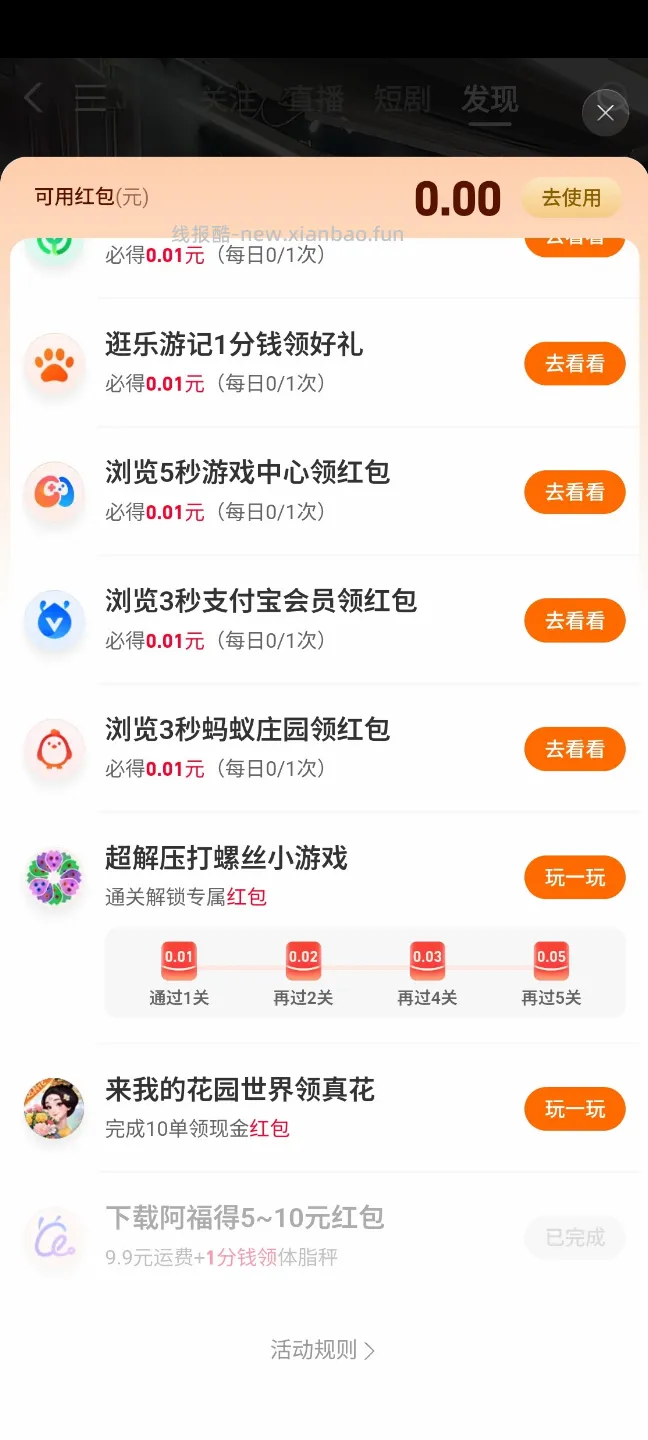 关注 直播 短剧 发现
可用红包(元) 0.00 去使用
线报酷-new.xianbao.fun
必得0.01元（每日0/1次） 去看看
逛乐游记1分钱领好礼
必得0.01元（每日0/1次） 去看看
浏览5秒游戏中心领红包
必得0.01元（每日0/1次） 去看看
浏览3秒支付宝会员领红包
必得0.01元（每日0/1次） 去看看
浏览3秒蚂蚁庄园领红包
必得0.01元（每日0/1次） 去看看
超解压打螺丝小游戏
通关解锁专属红包 玩一玩
0.01 0.02 0.03 0.05
通过1关 再过2关 再过4关 再过5关
来我的花园世界领真花
完成10单领现金红包 玩一玩
下载阿福得5~10元红包
9.9元运费+1分钱领体脂秤 已完成
活动规则